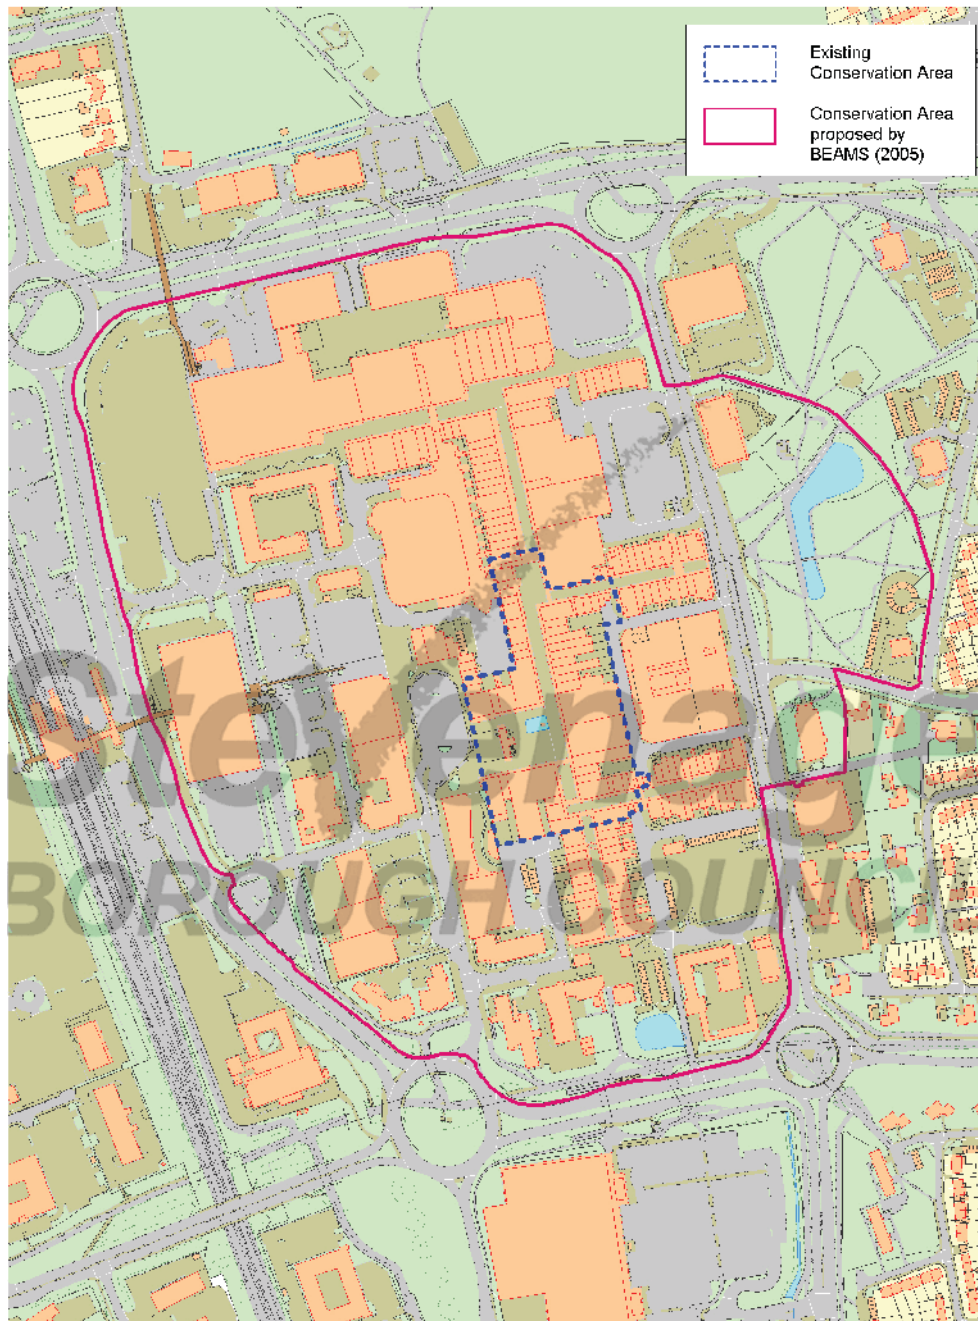 Existing
Conservation Area
Conservation Area
proposed by
BEAMS (2005)
Stevenage
BOROUGH COUNCIL